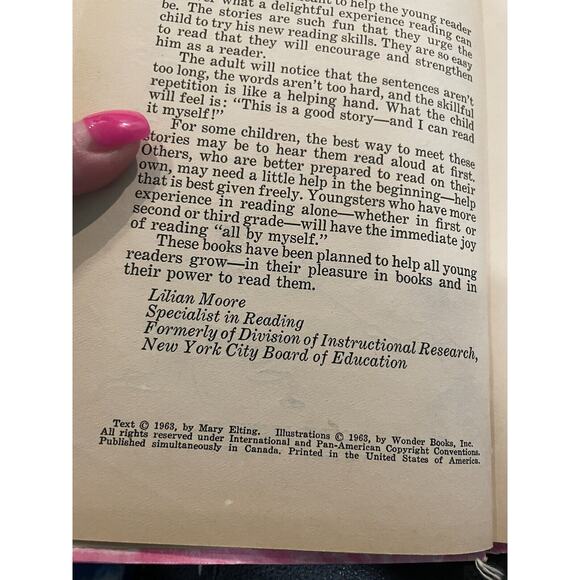 to help the young reader
what a delightful experience reading can
be. The stories are such fun that they urge the
child to try his new reading skills. They are so easy
to read that they will encourage and strengthen
him as a reader.
The adult will notice that the sentences aren't
too long, the words aren't too hard, and the skillful
repetition is like a helping hand. What the child
will feel is: "This is a good story—and I can read
it myself!"
For some children, the best way to meet these
stories may be to hear them read aloud at first.
Others, who are better prepared to read on their
own, may need a little help in the beginning—help
that is best given freely. Youngsters who have more
experience in reading alone—whether in first or
second or third grade—will have the immediate joy
of reading "all by myself."
These books have been planned to help all young
readers grow—in their pleasure in books and in
their power to read them.
Lilian Moore
Specialist in Reading
Formerly of Division of Instructional Research,
New York City Board of Education
Text © 1963, by Mary Elting. Illustrations © 1963, by Wonder Books, Inc.
All rights reserved under International and Pan-American Copyright Conventions.
Published simultaneously in Canada. Printed in the United States of America.